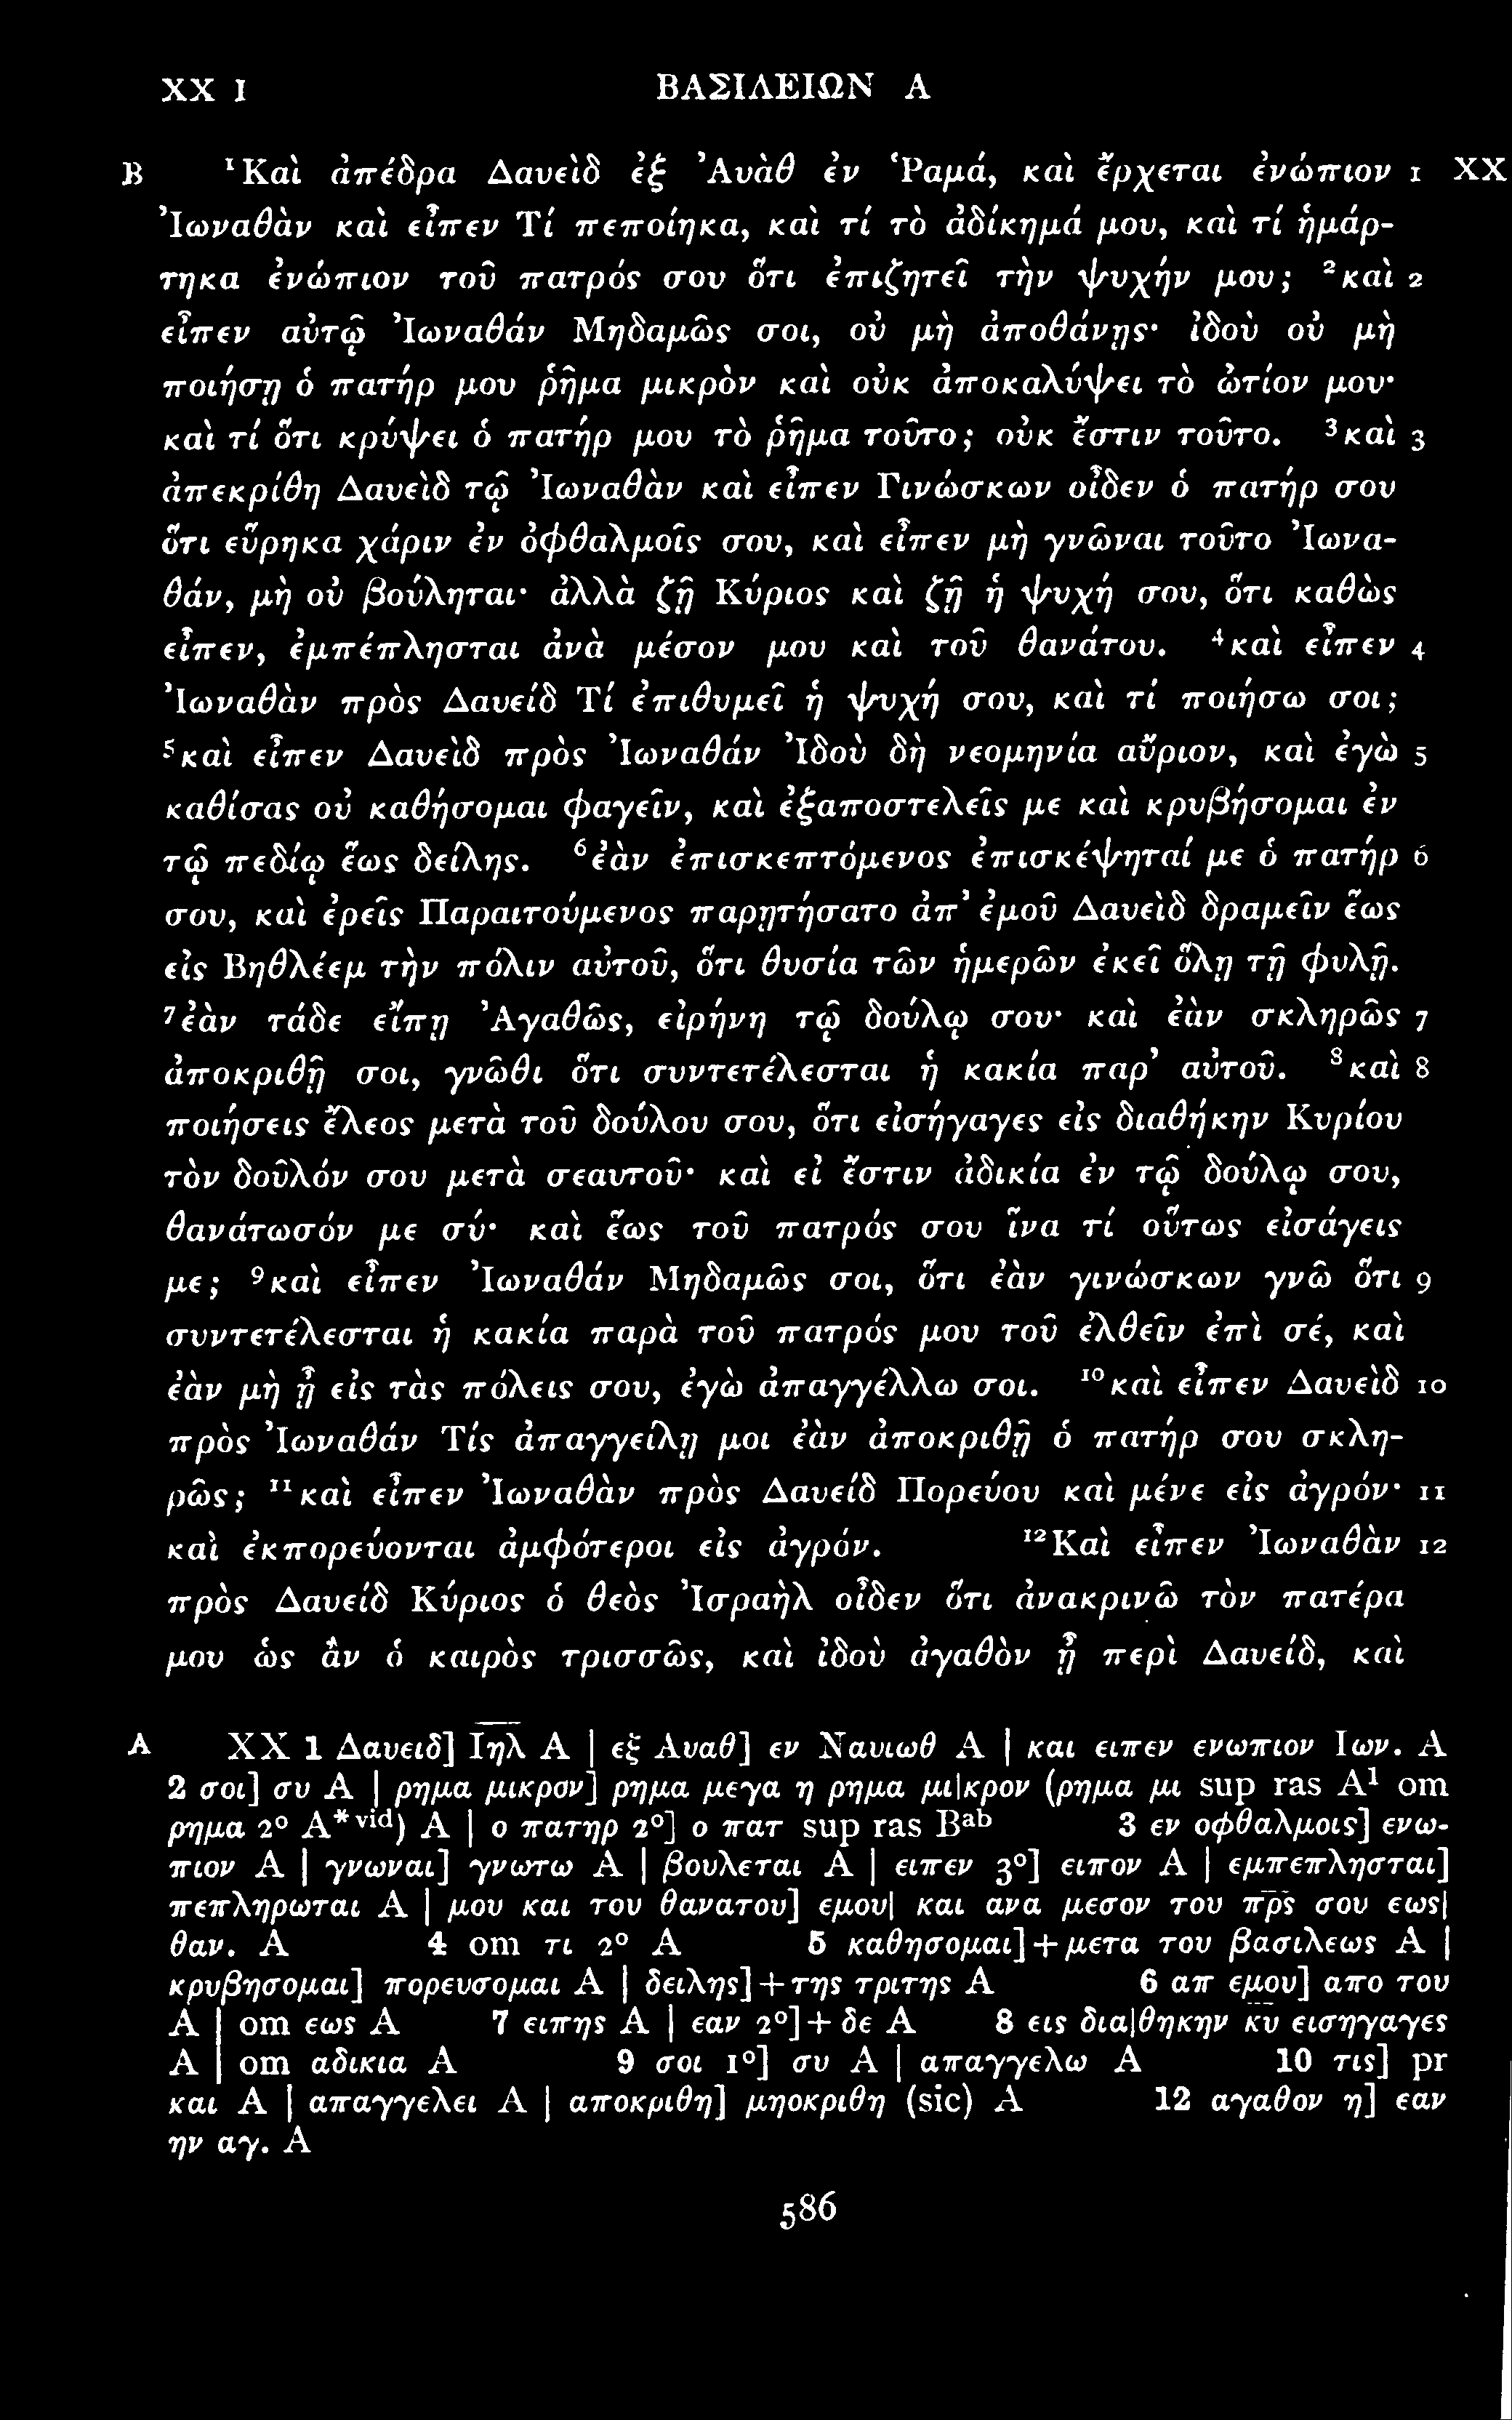 XX 1 ΒΑΣΙΛΕΙΩΝ Α
B ¹Καὶ ἀπέδρα Δαυεὶδ ἐξ Ἀυὰθ ἐν Ῥαμά, καὶ ἔρχεται ἐνώπιον 1 XX
Ἰωναθὰν καὶ εἶπεν Τί πεποίηκα, καὶ τί τὸ ἀδίκημά μου, καὶ τί ἡμάρ-
τηκα ἐνώπιον τοῦ πατρός σου ὅτι ἐπιζητεῖ τὴν ψυχήν μου; ²καὶ 2
εἶπεν αὐτῷ Ἰωναθάν Μηδαμῶς σοι, οὐ μὴ ἀποθάνῃς· ἰδοὺ οὐ μὴ
ποιήσῃ ὁ πατήρ μου ῥῆμα μικρὸν καὶ οὐκ ἀποκαλύψει τὸ ὠτίον μου·
καὶ τί ὅτι κρύψει ὁ πατήρ μου τὸ ῥῆμα τοῦτο; οὐκ ἔστιν τοῦτο. ³καὶ 3
ἀπεκρίθη Δαυεὶδ τῷ Ἰωναθὰν καὶ εἶπεν Γινώσκων οἶδεν ὁ πατήρ σου
ὅτι εὕρηκα χάριν ἐν ὀφθαλμοῖς σου, καὶ εἶπεν μὴ γνῶναι τοῦτο Ἰωνα-
θάν, μὴ οὐ βούληται· ἀλλὰ ζῇ Κύριος καὶ ζῇ ἡ ψυχή σου, ὅτι καθὼς
εἶπεν, ἐμπέπλησται ἀνὰ μέσον μου καὶ τοῦ θανάτου. ⁴καὶ εἶπεν 4
Ἰωναθὰν πρὸς Δαυείδ Τί ἐπιθυμεῖ ἡ ψυχή σου, καὶ τί ποιήσω σοι;
⁵καὶ εἶπεν Δαυεὶδ πρὸς Ἰωναθάν Ἰδοὺ δὴ νεομηνία αὔριον, καὶ ἐγὼ 5
καθίσας οὐ καθήσομαι φαγεῖν, καὶ ἐξαποστελεῖς με καὶ κρυβήσομαι ἐν
τῷ πεδίῳ ἕως δείλης. ⁶ἐὰν ἐπισκεπτόμενος ἐπισκέψηταί με ὁ πατήρ 6
σου, καὶ ἐρεῖς Παραιτούμενος παρῃτήσατο ἀπ᾽ ἐμοῦ Δαυεὶδ δραμεῖν ἕως
εἰς Βηθλέεμ τὴν πόλιν αὐτοῦ, ὅτι θυσία τῶν ἡμερῶν ἐκεῖ ὅλῃ τῇ φυλῇ.
⁷ἐὰν τάδε εἴπῃ Ἀγαθῶς, εἰρήνη τῷ δούλῳ σου· καὶ ἐὰν σκληρῶς 7
ἀποκριθῇ σοι, γνῶθι ὅτι συντετέλεσται ἡ κακία παρ᾽ αὐτοῦ. ⁸καὶ 8
ποιήσεις ἔλεος μετὰ τοῦ δούλου σου, ὅτι εἰσήγαγες εἰς διαθήκην Κυρίου
τὸν δοῦλόν σου μετὰ σεαυτοῦ· καὶ εἰ ἔστιν ἀδικία ἐν τῷ δούλῳ σου,
θανάτωσόν με σύ· καὶ ἕως τοῦ πατρός σου ἵνα τί οὕτως εἰσάγεις
με; ⁹καὶ εἶπεν Ἰωναθάν Μηδαμῶς σοι, ὅτι ἐὰν γινώσκων γνῶ ὅτι 9
συντετέλεσται ἡ κακία παρὰ τοῦ πατρός μου τοῦ ἐλθεῖν ἐπὶ σέ, καὶ
ἐὰν μὴ ᾖ εἰς τὰς πόλεις σου, ἐγὼ ἀπαγγέλλω σοι. ¹⁰καὶ εἶπεν Δαυεὶδ 10
πρὸς Ἰωναθάν Τίς ἀπαγγείλῃ μοι ἐὰν ἀποκριθῇ ὁ πατήρ σου σκλη-
ρῶς; ¹¹καὶ εἶπεν Ἰωναθὰν πρὸς Δαυείδ Πορεύου καὶ μένε εἰς ἀγρόν· 11
καὶ ἐκπορεύονται ἀμφότεροι εἰς ἀγρόν. ¹²Καὶ εἶπεν Ἰωναθὰν 12
πρὸς Δαυείδ Κύριος ὁ θεὸς Ἰσραὴλ οἶδεν ὅτι ἀνακρινῶ τὸν πατέρα
μου ὡς ἂν ὁ καιρὸς τρισσῶς, καὶ ἰδοὺ ἀγαθὸν ᾖ περὶ Δαυείδ, καὶ
A XX 1 Δαυειδ] Ι̅η̅λ̅ A | εξ Αυαθ] εν Ναυιωθ A | και ειπεν ενωπιον Ιων. A
2 σοι] συ A | ρημα μικρον] ρημα μεγα η ρημα μι|κρον (ρημα μι sup ras A¹ om
ρημα 2° A*ᵛⁱᵈ) A | ο πατηρ 2°] ο πατ sup ras Bᵃᵇ 3 εν οφθαλμοις] ενω-
πιον A | γνωναι] γνωτω A | βουλεται A | ειπεν 3°] ειπον A | εμπεπλησται]
πεπληρωται A | μου και του θανατου] εμου| και ανα μεσον του π̅ρ̅ς̅ σου εως|
θαν. A 4 om τι 2° A 5 καθησομαι]+μετα του βασιλεως A |
κρυβησομαι] πορευσομαι A | δειλης]+της τριτης A 6 απ εμου] απο του
A | om εως A 7 ειπης A | εαν 2°]+δε A 8 εις δια|θηκην κ̅υ̅ εισηγαγες
A | om αδικια A 9 σοι 1°] συ A | απαγγελω A 10 τις] pr
και A | απαγγελει A | αποκριθη] μηοκριθη (sic) A 12 αγαθον η] εαν
ην αγ. A
586